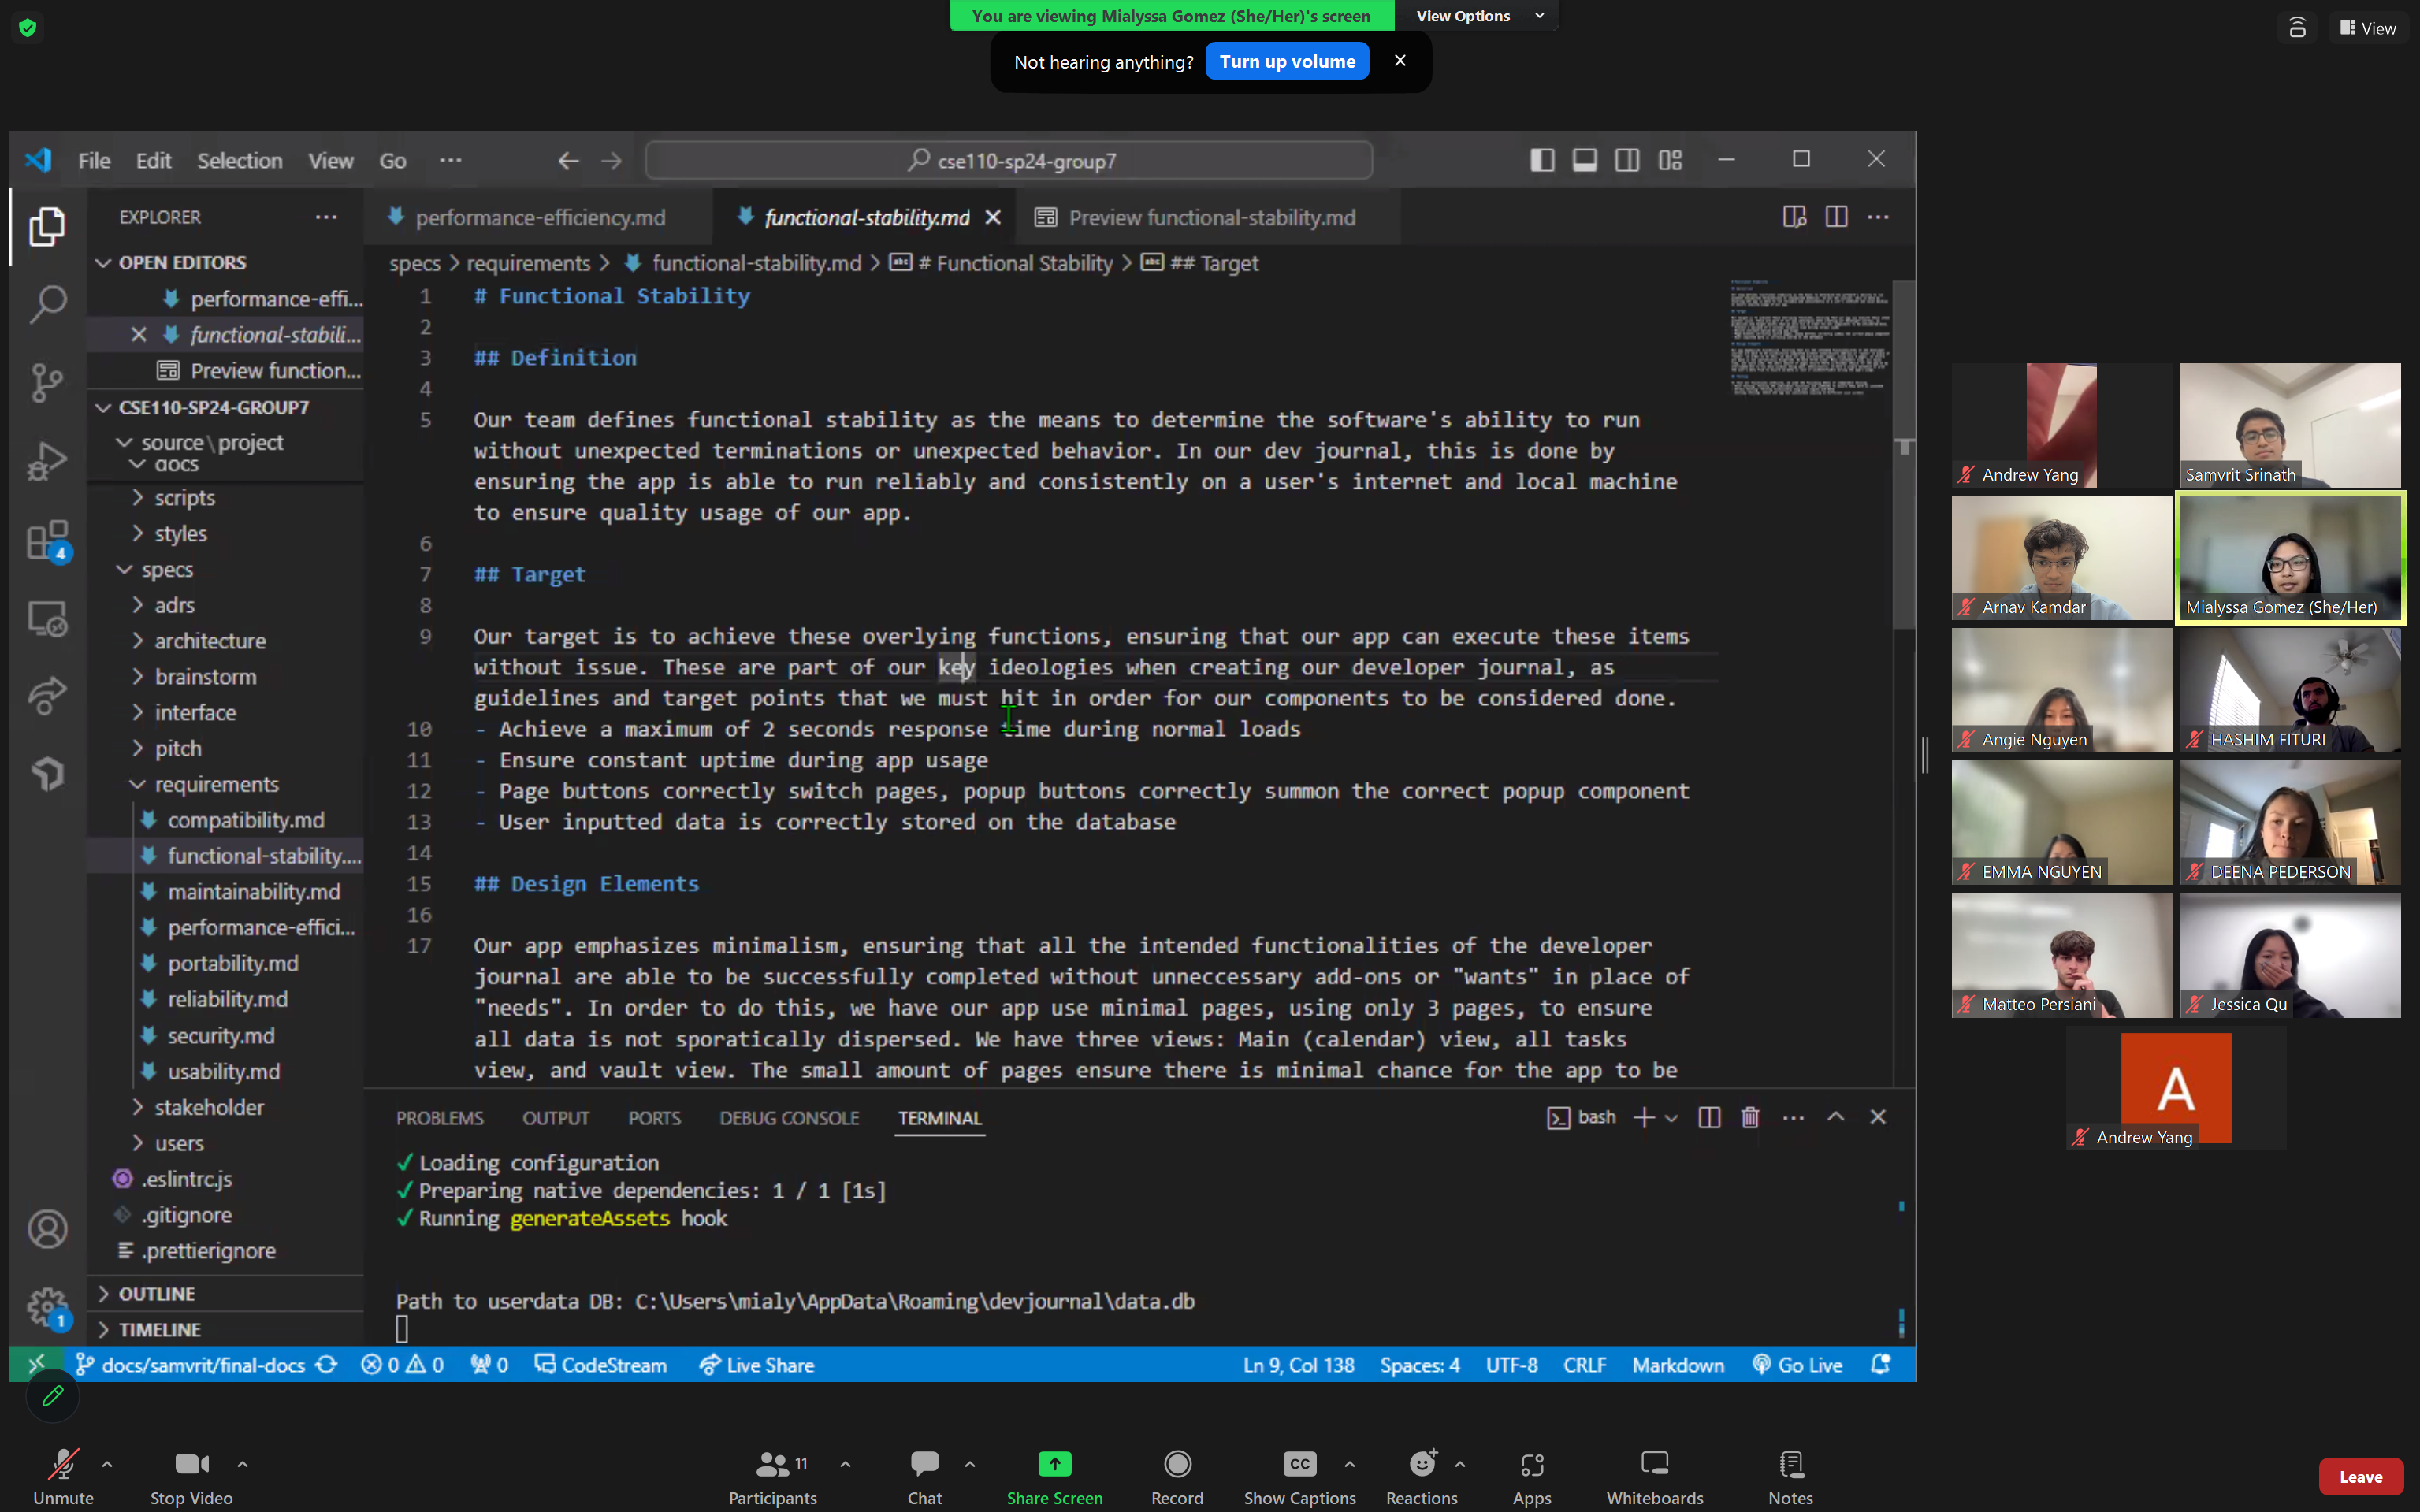 You are viewing Mialyssa Gomez (She/Her)'s screen
View Options
View
Not hearing anything?
Turn up volume
File Edit Selection View Go ···
cse110-sp24-group7
EXPLORER
performance-efficiency.md
functional-stability.md
Preview functional-stability.md
OPEN EDITORS
performance-effi...
functional-stabili...
Preview function...
specs > requirements > functional-stability.md > # Functional Stability > ## Target
CSE110-SP24-GROUP7
source\project
docs
scripts
styles
specs
adrs
architecture
brainstorm
interface
pitch
requirements
compatibility.md
functional-stability....
maintainability.md
performance-effici...
portability.md
reliability.md
security.md
usability.md
stakeholder
users
.eslintrc.js
.gitignore
.prettierignore
OUTLINE
TIMELINE
1 # Functional Stability
2
3 ## Definition
4
5 Our team defines functional stability as the means to determine the software's ability to run
without unexpected terminations or unexpected behavior. In our dev journal, this is done by
ensuring the app is able to run reliably and consistently on a user's internet and local machine
to ensure quality usage of our app.
6
7 ## Target
8
9 Our target is to achieve these overlying functions, ensuring that our app can execute these items
without issue. These are part of our key ideologies when creating our developer journal, as
guidelines and target points that we must hit in order for our components to be considered done.
10 - Achieve a maximum of 2 seconds response time during normal loads
11 - Ensure constant uptime during app usage
12 - Page buttons correctly switch pages, popup buttons correctly summon the correct popup component
13 - User inputted data is correctly stored on the database
14
15 ## Design Elements
16
17 Our app emphasizes minimalism, ensuring that all the intended functionalities of the developer
journal are able to be successfully completed without unneccessary add-ons or "wants" in place of
"needs". In order to do this, we have our app use minimal pages, using only 3 pages, to ensure
all data is not sporatically dispersed. We have three views: Main (calendar) view, all tasks
view, and vault view. The small amount of pages ensure there is minimal chance for the app to be
PROBLEMS OUTPUT PORTS DEBUG CONSOLE TERMINAL
bash
✓ Loading configuration
✓ Preparing native dependencies: 1 / 1 [1s]
✓ Running generateAssets hook
Path to userdata DB: C:\Users\mialy\AppData\Roaming\devjournal\data.db
4
1
docs/samvrit/final-docs
0 0
0
CodeStream
Live Share
Ln 9, Col 138
Spaces: 4
UTF-8
CRLF
Markdown
Go Live
Andrew Yang
Samvrit Srinath
Arnav Kamdar
Mialyssa Gomez (She/Her)
Angie Nguyen
HASHIM FITURI
EMMA NGUYEN
DEENA PEDERSON
Matteo Persiani
Jessica Qu
A
Andrew Yang
Unmute
Stop Video
11
Participants
Chat
Share Screen
Record
CC
Show Captions
Reactions
Apps
Whiteboards
Notes
Leave